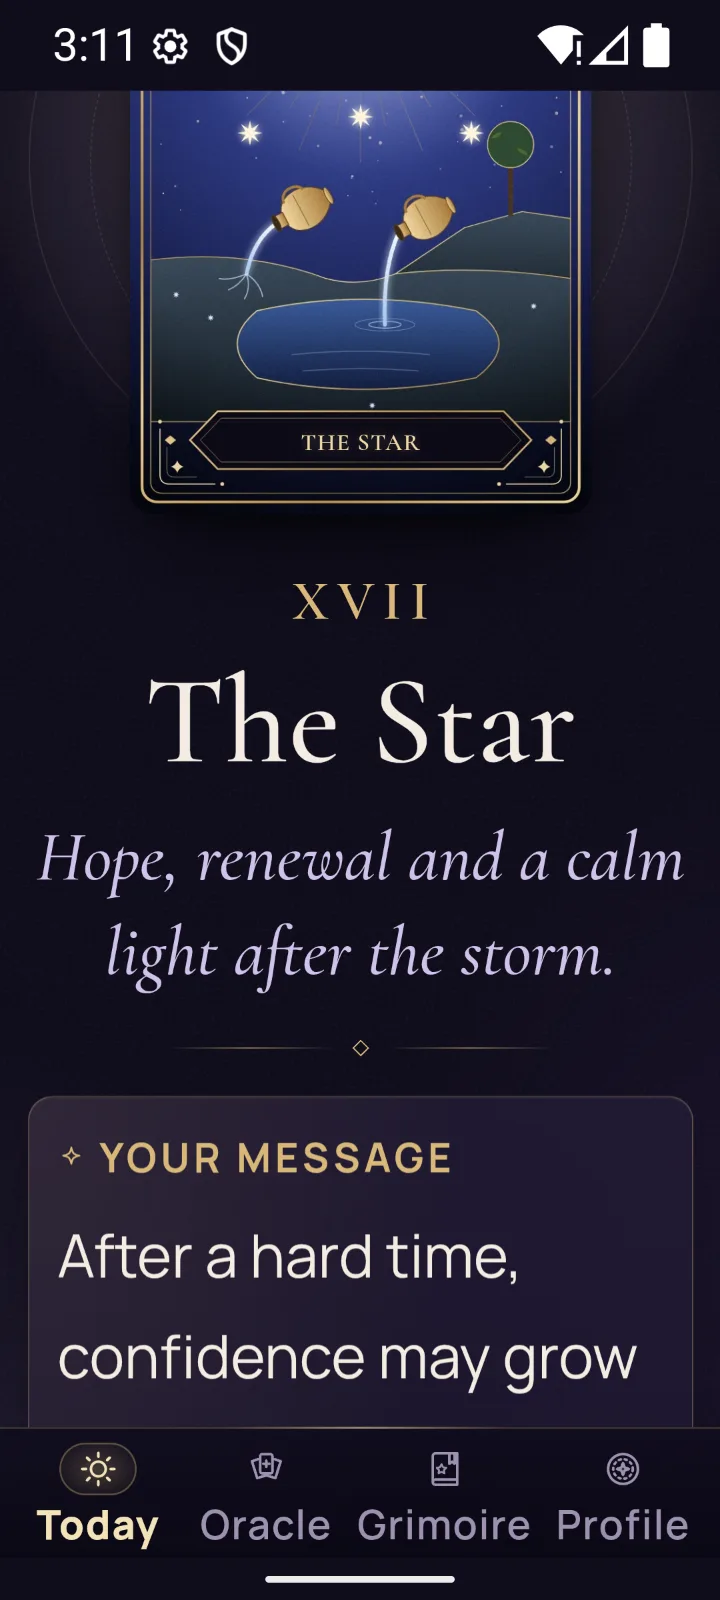 3:11
THE STAR
XVII
The Star
Hope, renewal and a calm
light after the storm.
YOUR MESSAGE
After a hard time,
confidence may grow
Today Oracle Grimoire Profile